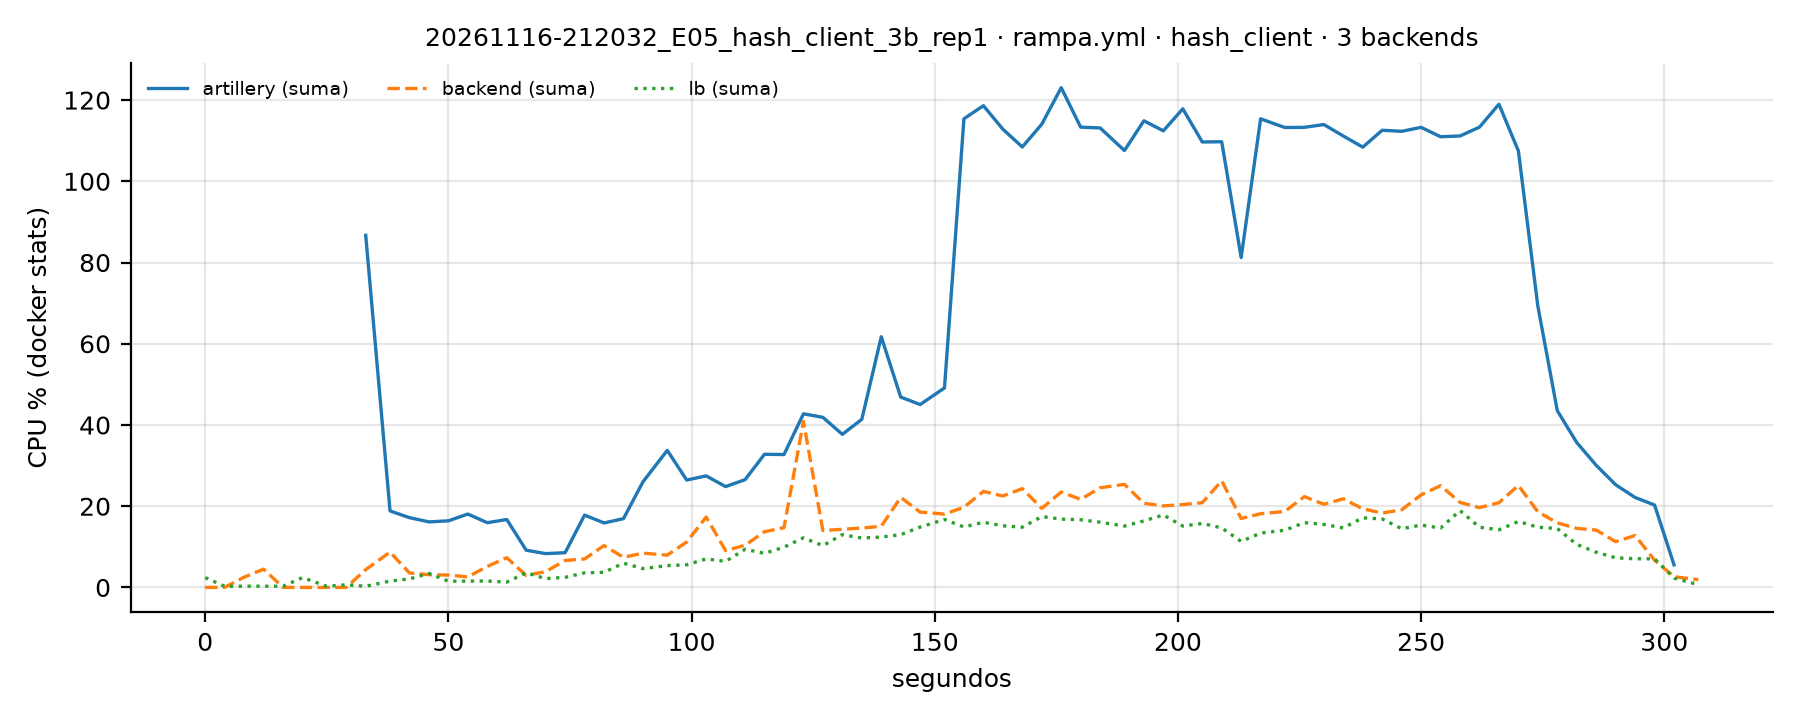 20261116-212032_E05_hash_client_3b_rep1 · rampa.yml · hash_client · 3 backends
artillery (suma) backend (suma) lb (suma)
CPU % (docker stats)
120
100
80
60
40
20
0
0 50 100 150 200 250 300
segundos